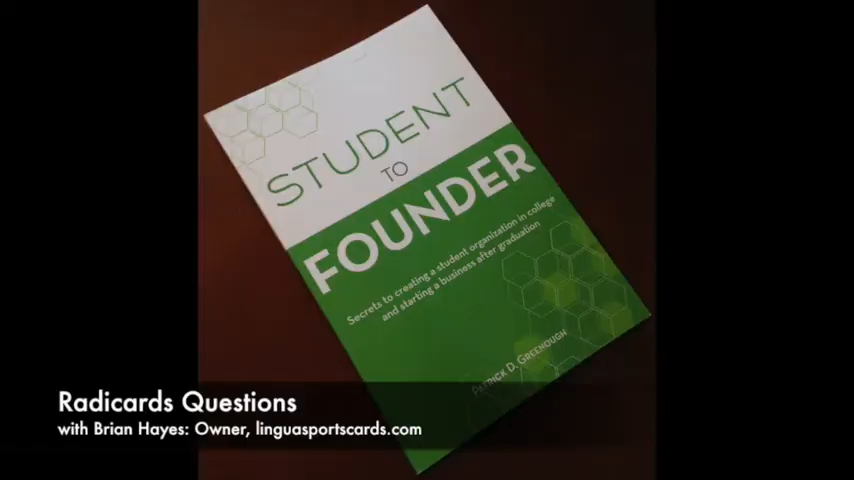 STUDENT
TO
FOUNDER
Secrets to creating a student organization in college
and starting a business after graduation
PATRICK D. GREENOUGH
Radicards Questions
with Brian Hayes: Owner, linguasportscards.com